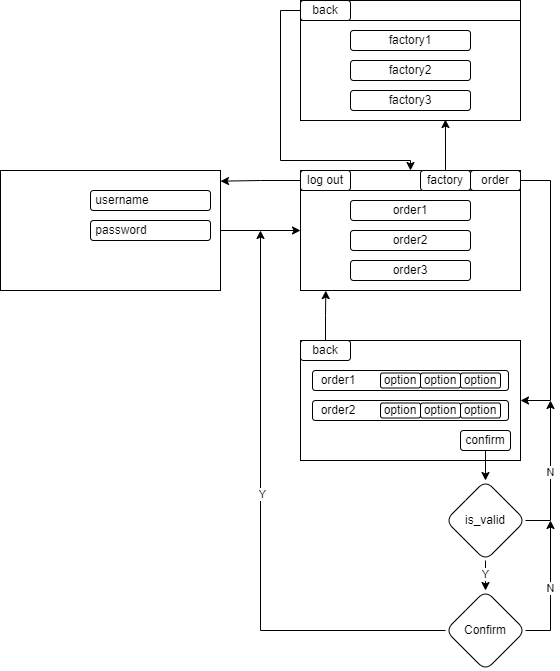 back
factory1
factory2
factory3
log out
factory
order
username
order1
password
order2
order3
back
order1 option option option
order2 option option option
confirm
N
Y
is_valid
Y
N
Confirm